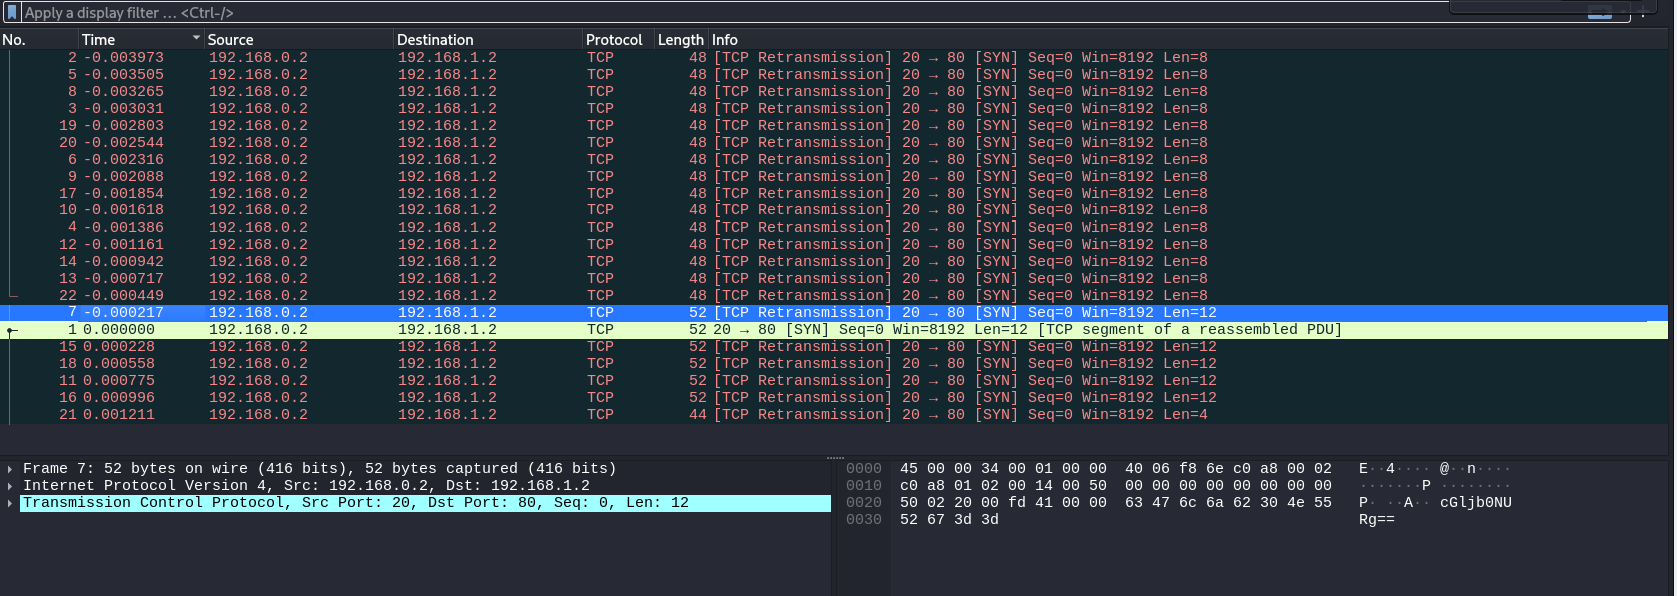 Apply a display filter ... <Ctrl-/>
No. Time Source Destination Protocol Length Info
2 -0.003973 192.168.0.2 192.168.1.2 TCP 48 [TCP Retransmission] 20 → 80 [SYN] Seq=0 Win=8192 Len=8
5 -0.003505 192.168.0.2 192.168.1.2 TCP 48 [TCP Retransmission] 20 → 80 [SYN] Seq=0 Win=8192 Len=8
8 -0.003265 192.168.0.2 192.168.1.2 TCP 48 [TCP Retransmission] 20 → 80 [SYN] Seq=0 Win=8192 Len=8
3 -0.003031 192.168.0.2 192.168.1.2 TCP 48 [TCP Retransmission] 20 → 80 [SYN] Seq=0 Win=8192 Len=8
19 -0.002803 192.168.0.2 192.168.1.2 TCP 48 [TCP Retransmission] 20 → 80 [SYN] Seq=0 Win=8192 Len=8
20 -0.002544 192.168.0.2 192.168.1.2 TCP 48 [TCP Retransmission] 20 → 80 [SYN] Seq=0 Win=8192 Len=8
6 -0.002316 192.168.0.2 192.168.1.2 TCP 48 [TCP Retransmission] 20 → 80 [SYN] Seq=0 Win=8192 Len=8
9 -0.002088 192.168.0.2 192.168.1.2 TCP 48 [TCP Retransmission] 20 → 80 [SYN] Seq=0 Win=8192 Len=8
17 -0.001854 192.168.0.2 192.168.1.2 TCP 48 [TCP Retransmission] 20 → 80 [SYN] Seq=0 Win=8192 Len=8
10 -0.001618 192.168.0.2 192.168.1.2 TCP 48 [TCP Retransmission] 20 → 80 [SYN] Seq=0 Win=8192 Len=8
4 -0.001386 192.168.0.2 192.168.1.2 TCP 48 [TCP Retransmission] 20 → 80 [SYN] Seq=0 Win=8192 Len=8
12 -0.001161 192.168.0.2 192.168.1.2 TCP 48 [TCP Retransmission] 20 → 80 [SYN] Seq=0 Win=8192 Len=8
14 -0.000942 192.168.0.2 192.168.1.2 TCP 48 [TCP Retransmission] 20 → 80 [SYN] Seq=0 Win=8192 Len=8
13 -0.000717 192.168.0.2 192.168.1.2 TCP 48 [TCP Retransmission] 20 → 80 [SYN] Seq=0 Win=8192 Len=8
22 -0.000449 192.168.0.2 192.168.1.2 TCP 48 [TCP Retransmission] 20 → 80 [SYN] Seq=0 Win=8192 Len=8
7 -0.000217 192.168.0.2 192.168.1.2 TCP 52 [TCP Retransmission] 20 → 80 [SYN] Seq=0 Win=8192 Len=12
1 0.000000 192.168.0.2 192.168.1.2 TCP 52 20 → 80 [SYN] Seq=0 Win=8192 Len=12 [TCP segment of a reassembled PDU]
15 0.000228 192.168.0.2 192.168.1.2 TCP 52 [TCP Retransmission] 20 → 80 [SYN] Seq=0 Win=8192 Len=12
18 0.000558 192.168.0.2 192.168.1.2 TCP 52 [TCP Retransmission] 20 → 80 [SYN] Seq=0 Win=8192 Len=12
11 0.000775 192.168.0.2 192.168.1.2 TCP 52 [TCP Retransmission] 20 → 80 [SYN] Seq=0 Win=8192 Len=12
16 0.000996 192.168.0.2 192.168.1.2 TCP 52 [TCP Retransmission] 20 → 80 [SYN] Seq=0 Win=8192 Len=12
21 0.001211 192.168.0.2 192.168.1.2 TCP 44 [TCP Retransmission] 20 → 80 [SYN] Seq=0 Win=8192 Len=4
Frame 7: 52 bytes on wire (416 bits), 52 bytes captured (416 bits)
Internet Protocol Version 4, Src: 192.168.0.2, Dst: 192.168.1.2
Transmission Control Protocol, Src Port: 20, Dst Port: 80, Seq: 0, Len: 12
0000 45 00 00 34 00 01 00 00 40 06 f8 6e c0 a8 00 02 E··4···· @··n····
0010 c0 a8 01 02 00 14 00 50 00 00 00 00 00 00 00 00 ·······P ········
0020 50 02 20 00 fd 41 00 00 63 47 6c 6a 62 30 4e 55 P· ··A·· cGljb0NU
0030 52 67 3d 3d Rg==